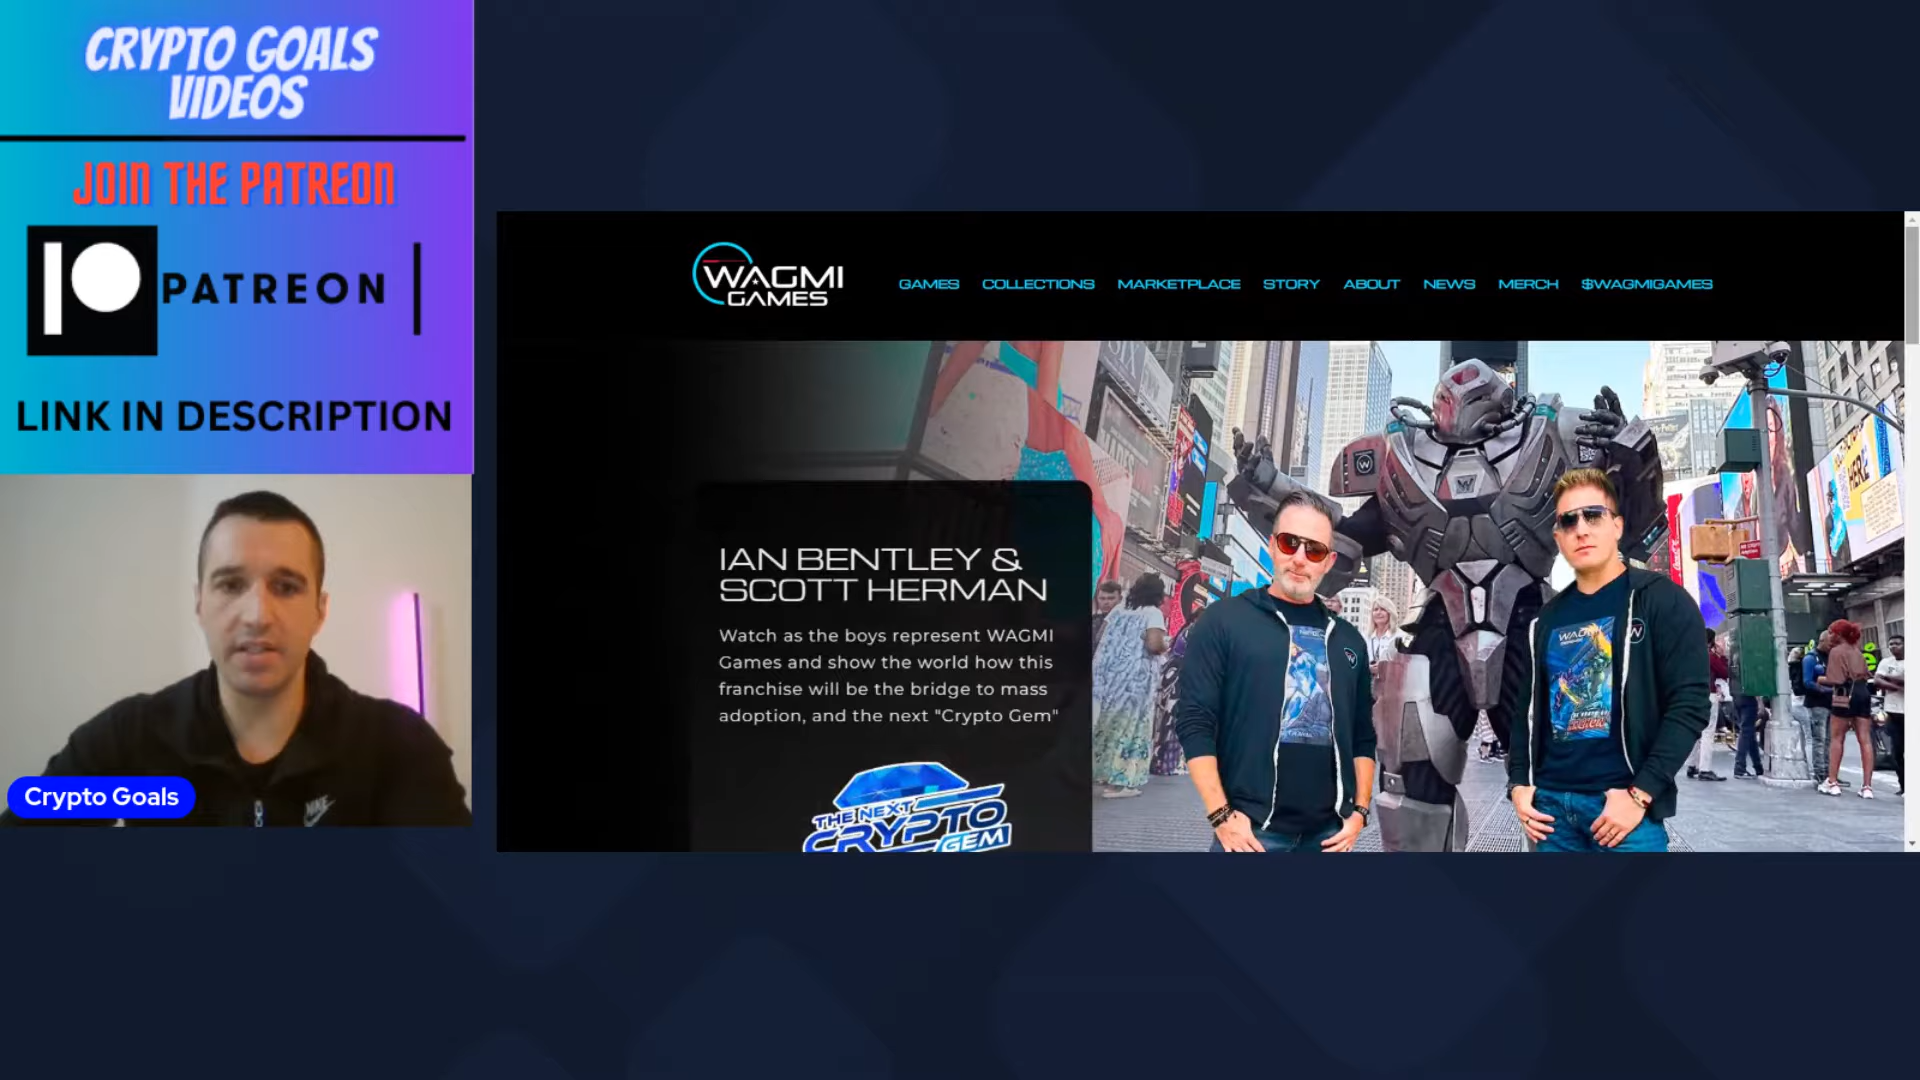 CRYPTO GOALS
VIDEOS
JOIN THE PATREON
PATREON
LINK IN DESCRIPTION
Crypto Goals
NIKE
WAGMI
GAMES
GAMES COLLECTIONS MARKETPLACE STORY ABOUT NEWS MERCH $WAGMIGAMES
IAN BENTLEY &
SCOTT HERMAN
Watch as the boys represent WAGMI
Games and show the world how this
franchise will be the bridge to mass
adoption, and the next "Crypto Gem"
THE NEXT
CRYPTO
GEM
WAGMI